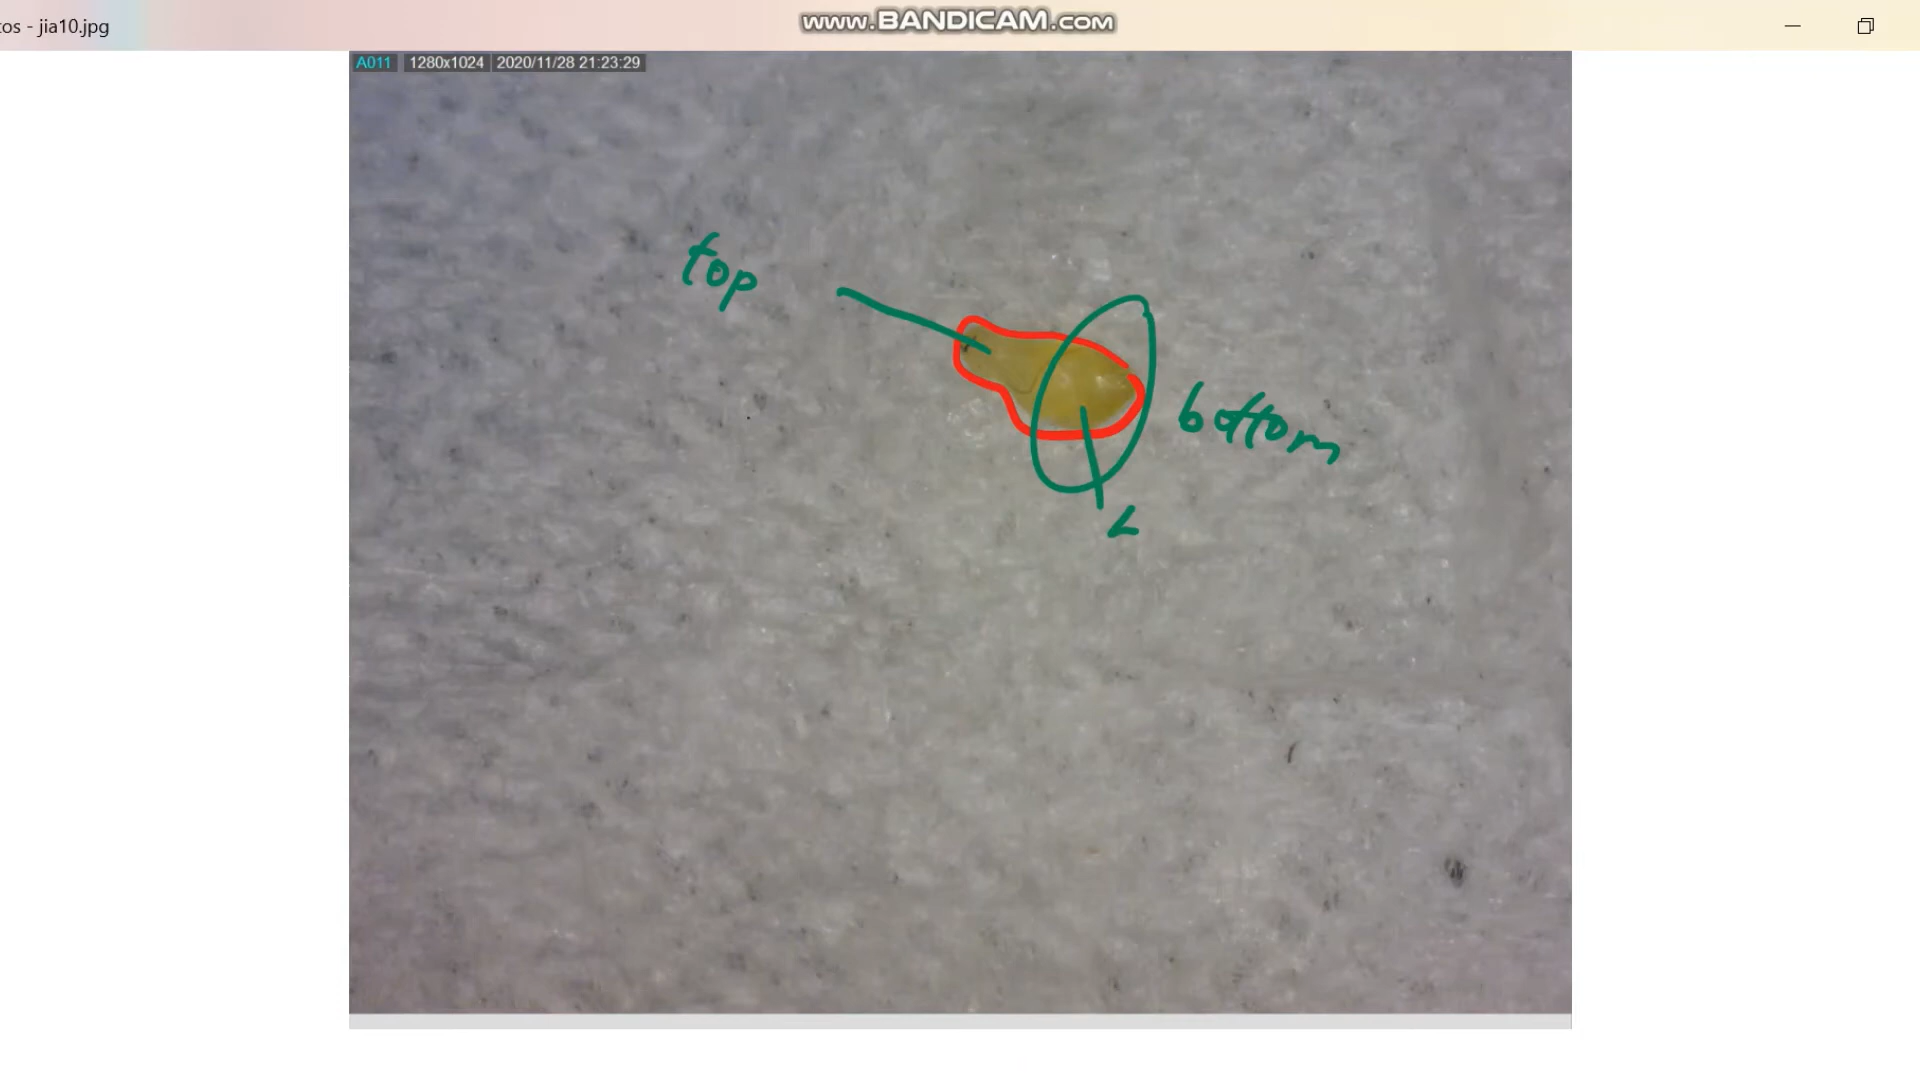 tos - jia10.jpg
www.BANDICAM.com
A011 1280x1024 2020/11/28 21:23:29
top
bottom
L